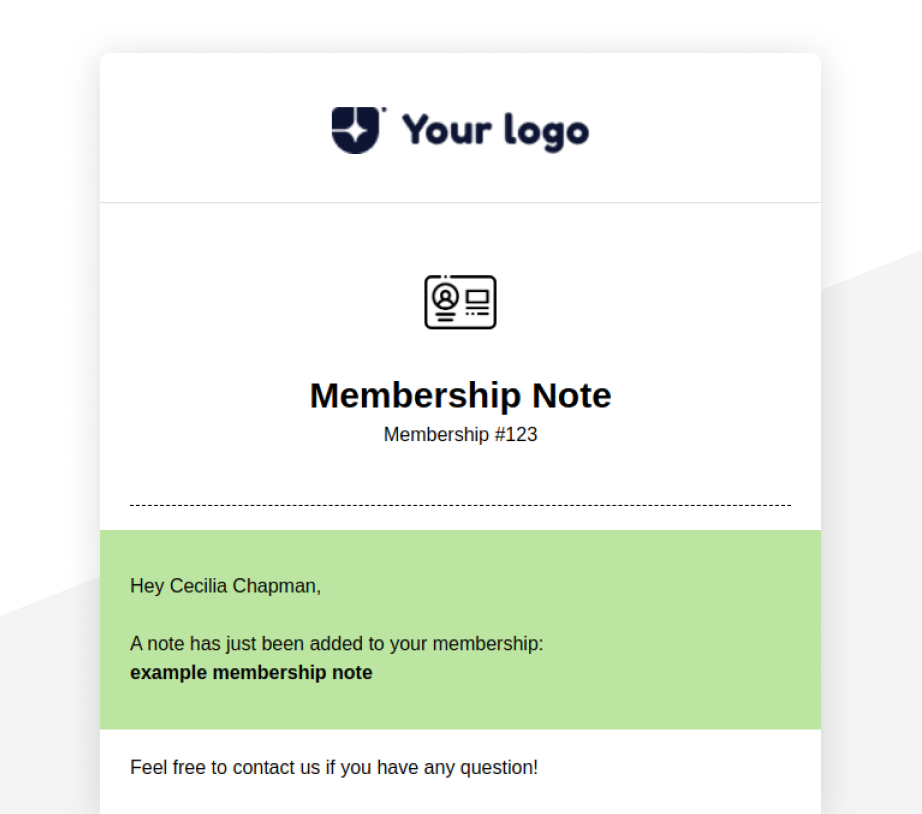 Your logo
Membership Note
Membership #123
Hey Cecilia Chapman,
A note has just been added to your membership:
example membership note
Feel free to contact us if you have any question!